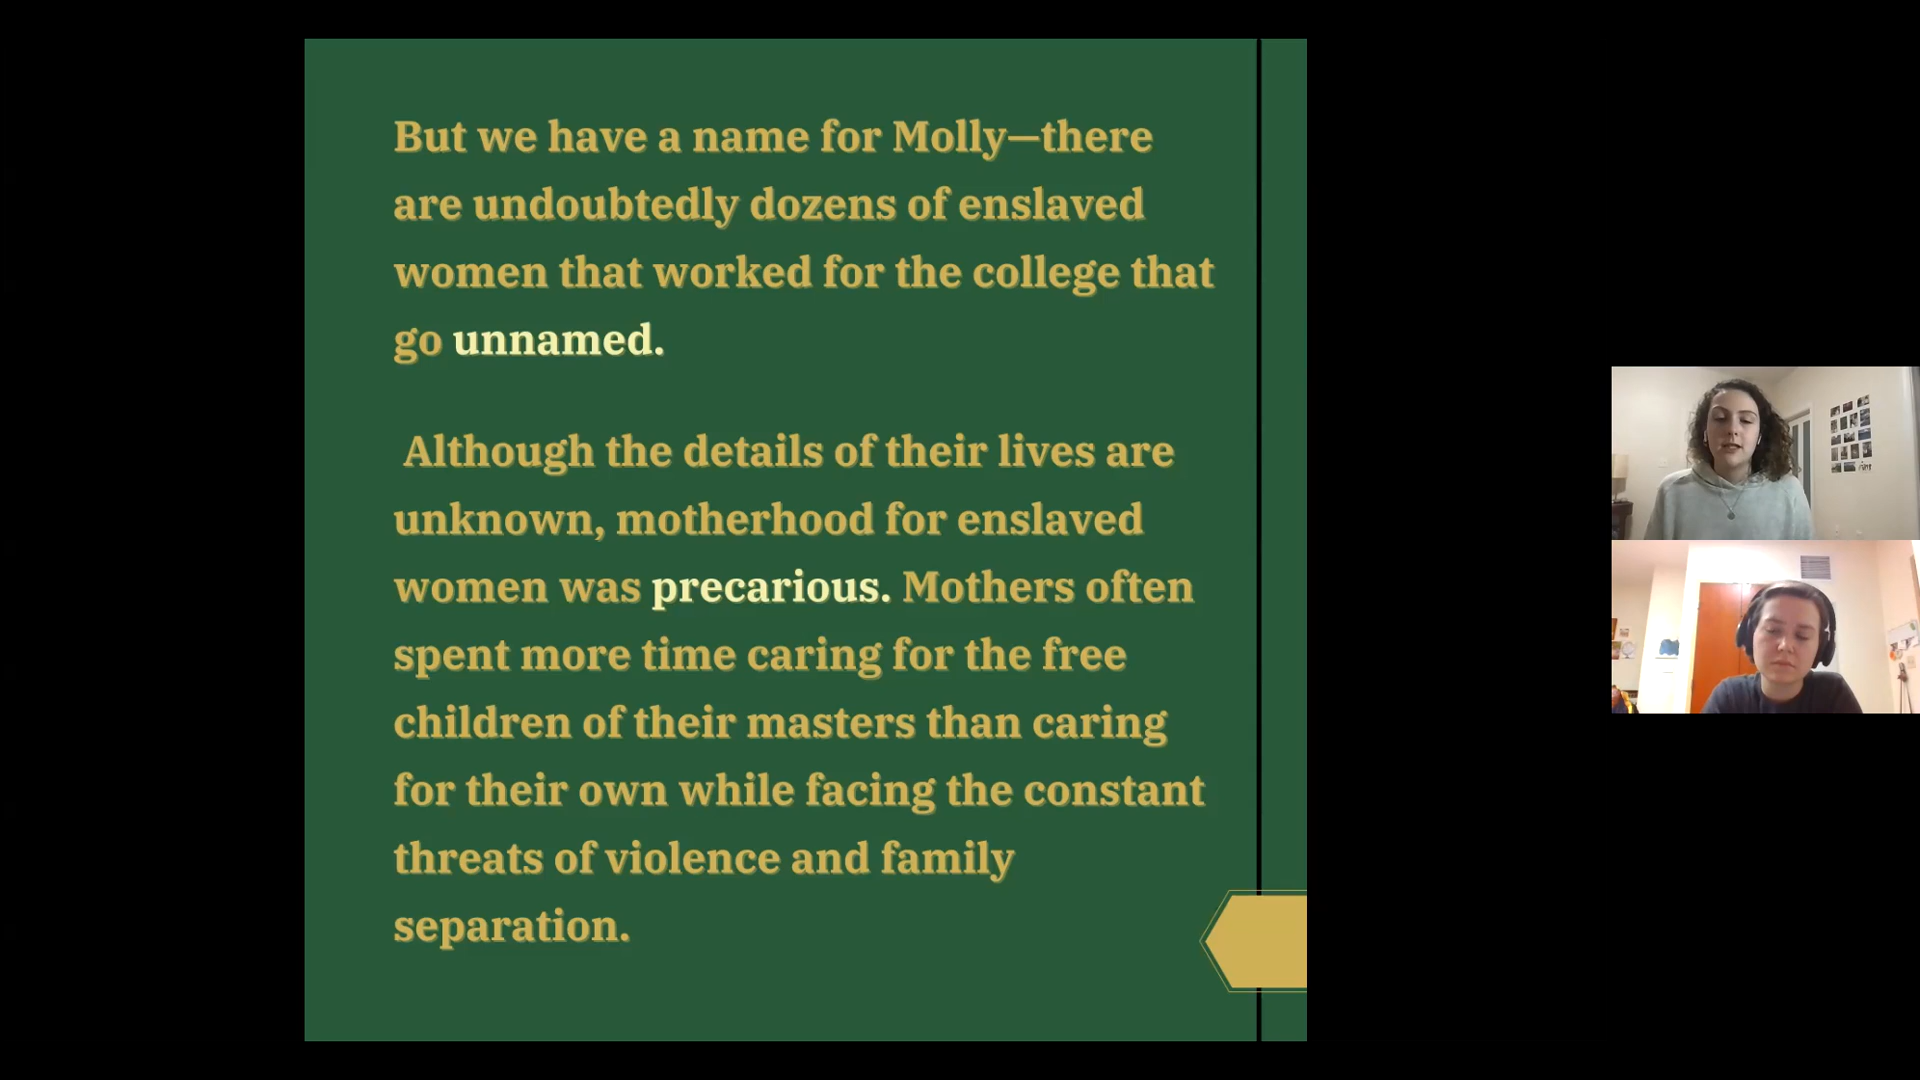 But we have a name for Molly—there
are undoubtedly dozens of enslaved
women that worked for the college that
go unnamed.
Although the details of their lives are
unknown, motherhood for enslaved
women was precarious. Mothers often
spent more time caring for the free
children of their masters than caring
for their own while facing the constant
threats of violence and family
separation.